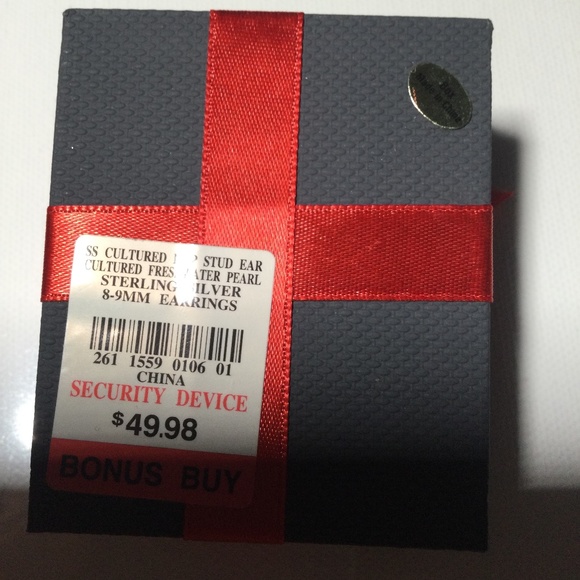 SS CULTURED STUD EAR
CULTURED FRESHWATER PEARL
STERLING SILVER
8-9MM EARRINGS
261 1559 0106 01
CHINA
SECURITY DEVICE
$49.98
BONUS BUY